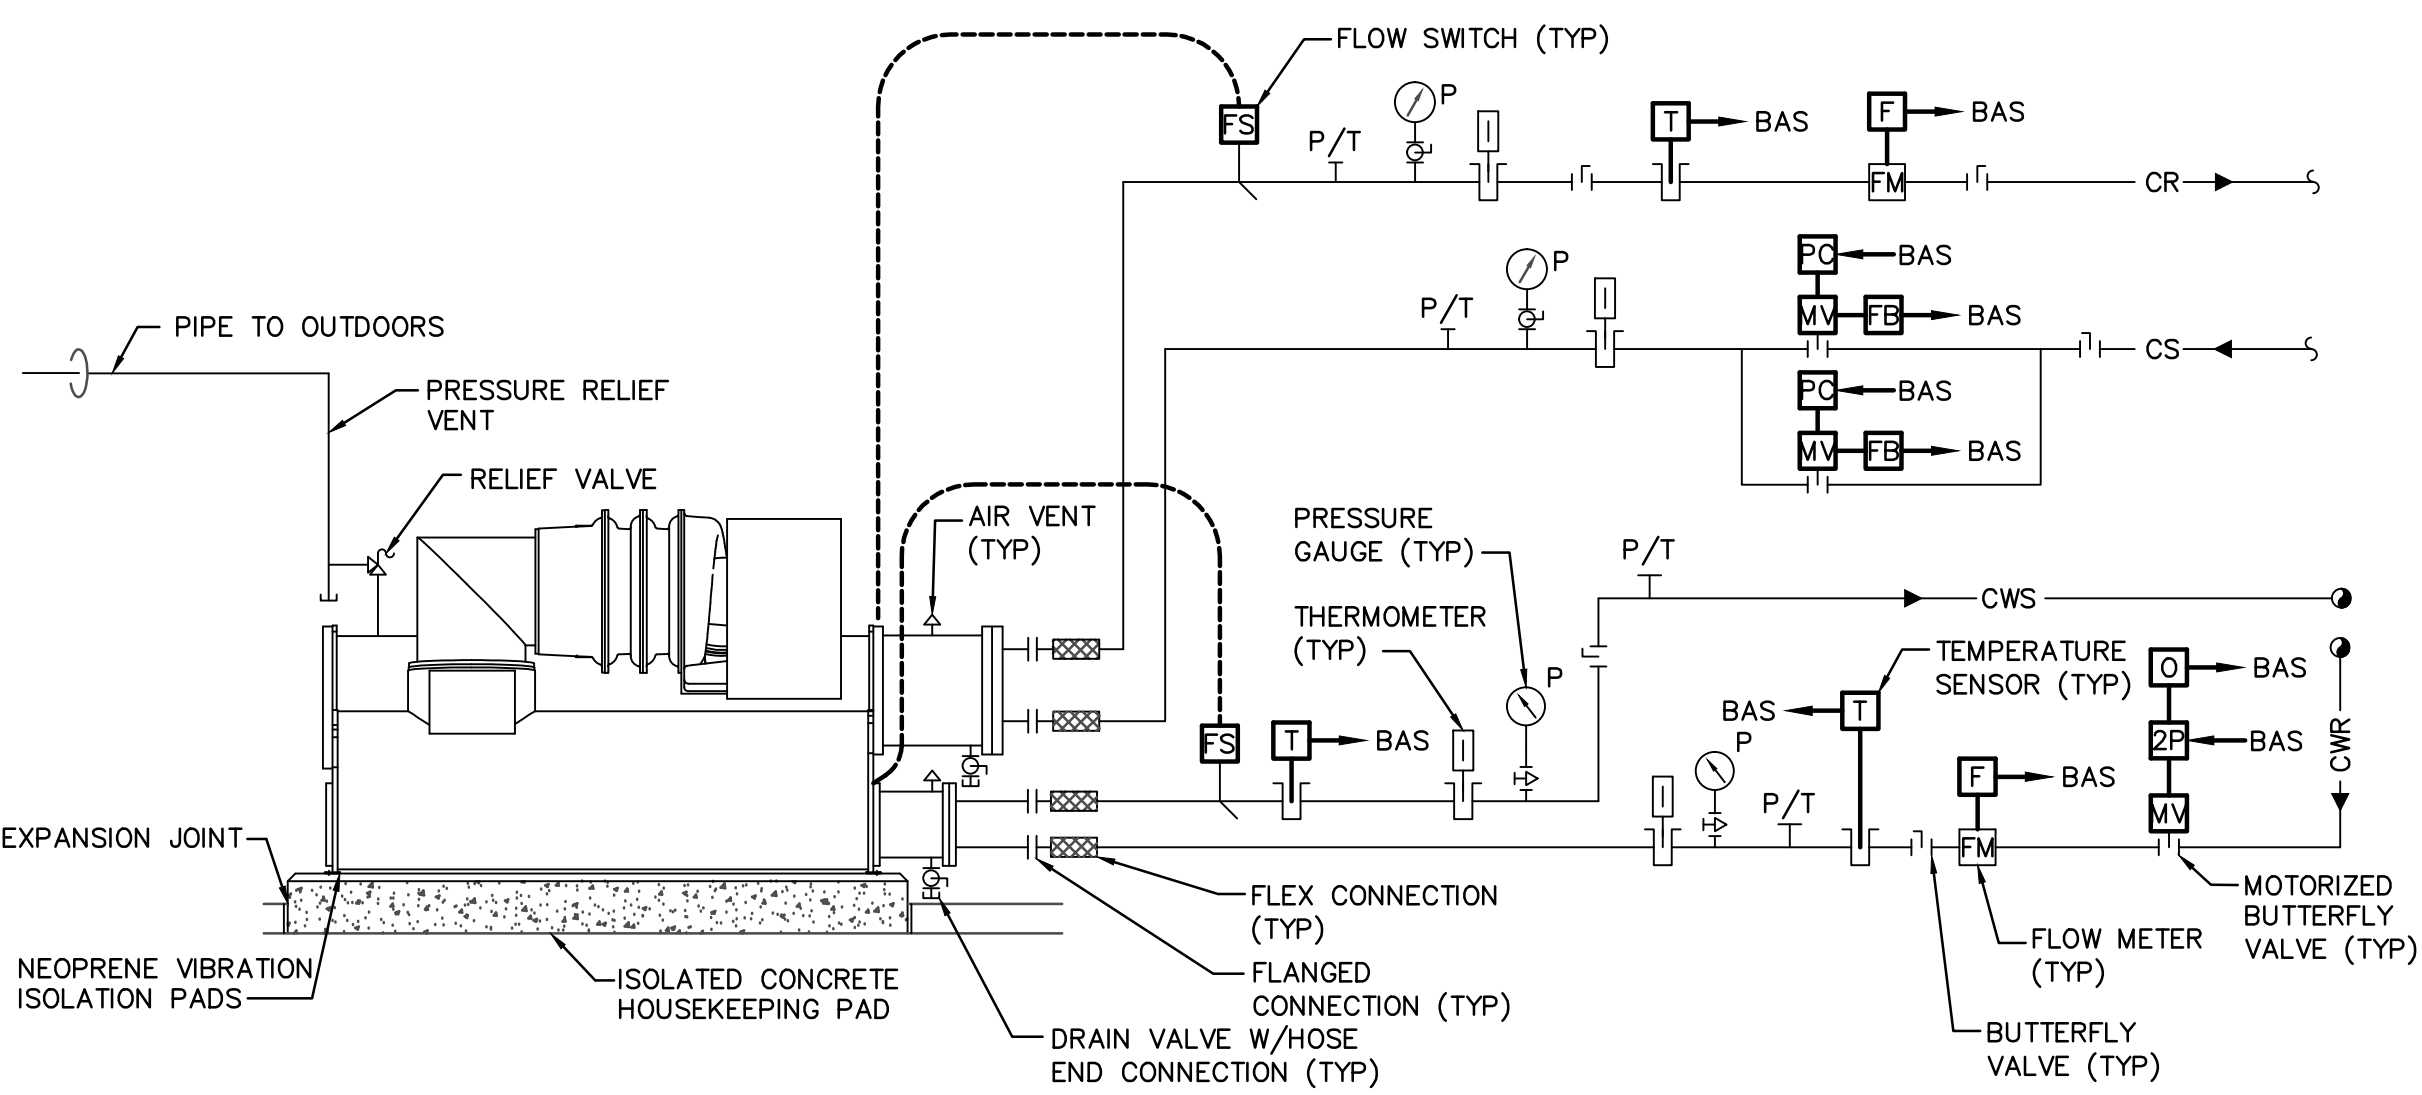 FLOW SWITCH (TYP)
P
FS
P/T
T
BAS
F
BAS
FM
CR
PC
BAS
P
P/T
MV
FB
BAS
CS
PIPE TO OUTDOORS
PRESSURE RELIEF
VENT
PC
BAS
MV
FB
BAS
RELIEF VALVE
AIR VENT
(TYP)
PRESSURE
GAUGE (TYP)
P/T
CWS
THERMOMETER
(TYP)
P
TEMPERATURE
SENSOR (TYP)
O
BAS
BAS
T
P
FS
T
BAS
2P
BAS
CWR
F
BAS
P/T
MV
FM
EXPANSION JOINT
NEOPRENE VIBRATION
ISOLATION PADS
ISOLATED CONCRETE
HOUSEKEEPING PAD
FLEX CONNECTION
(TYP)
FLANGED
CONNECTION (TYP)
DRAIN VALVE W/HOSE
END CONNECTION (TYP)
MOTORIZED
BUTTERFLY
VALVE (TYP)
FLOW METER
(TYP)
BUTTERFLY
VALVE (TYP)